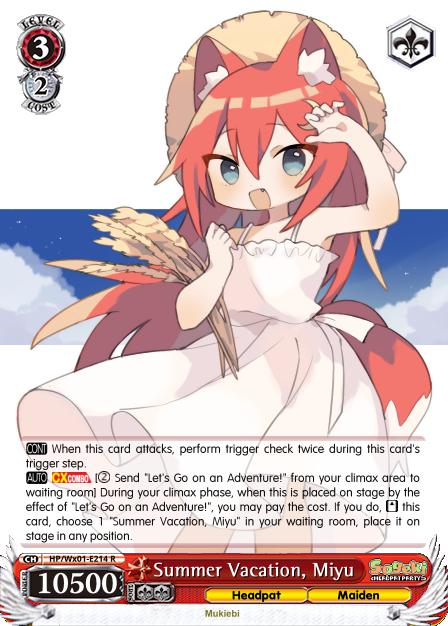 LEVEL
3
2
COST
CONT When this card attacks, perform trigger check twice during this card's
trigger step.
AUTO CXCOMBO [② Send "Let's Go on an Adventure!" from your climax area to
waiting room] During your climax phase, when this is placed on stage by the
effect of "Let's Go on an Adventure!", you may pay the cost. If you do, [*] this
card, choose 1 "Summer Vacation, Miyu" in your waiting room, place it on
stage in any position.
CH HP/Wx01-E214 R
POWER 10500 SOUL Summer Vacation, Miyu
HEADPATPARTY
Headpat Maiden
Mukiebi